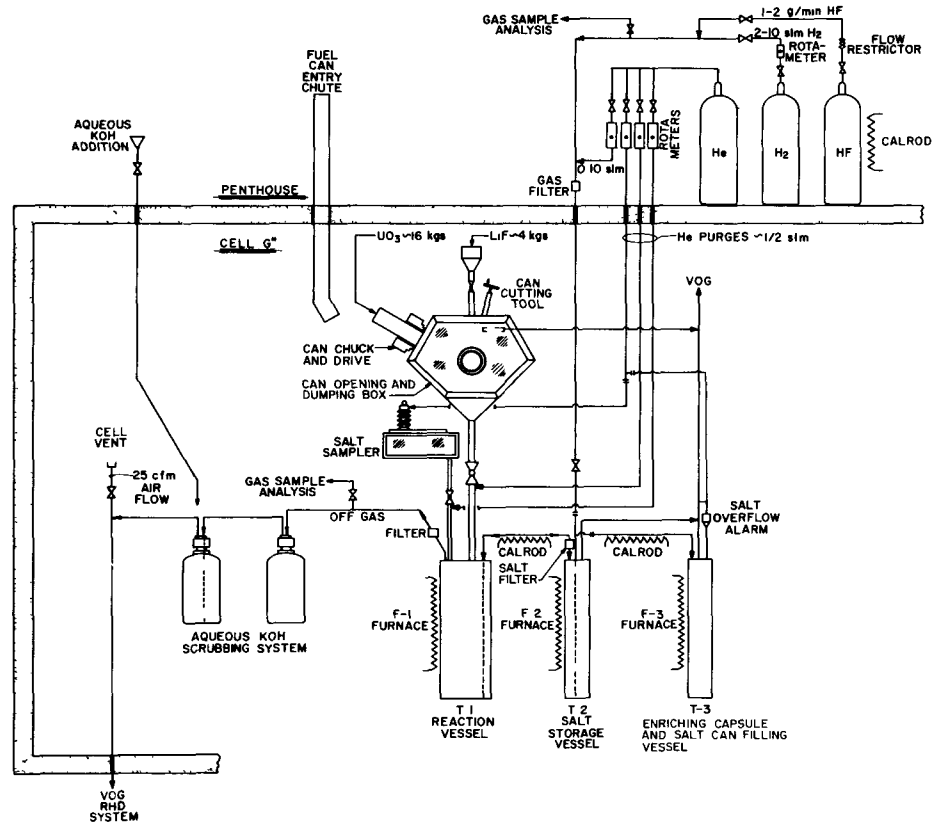 GAS SAMPLE
ANALYSIS
1-2 g/min HF
2-10 slm H2
ROTA-
METER
FLOW
RESTRICTOR
FUEL
CAN
ENTRY
CHUTE
AQUEOUS
KOH
ADDITION
ROTA
METERS
He
H2
HF
CALROD
0 10 slm
GAS
FILTER
PENTHOUSE
CELL G"
UO3~16 kgs
LiF~4 kgs
He PURGES ~1/2 slm
CAN
CUTTING
TOOL
VOG
CAN CHUCK
AND DRIVE
CAN OPENING AND
DUMPING BOX
SALT
SAMPLER
CELL
VENT
25 cfm
AIR
FLOW
GAS SAMPLE
ANALYSIS
OFF GAS
FILTER
SALT
OVERFLOW
ALARM
CALROD
SALT
FILTER
CALROD
F-1
FURNACE
F 2
FURNACE
F-3
FURNACE
AQUEOUS KOH
SCRUBBING SYSTEM
T 1
REACTION
VESSEL
T 2
SALT
STORAGE
VESSEL
T-3
ENRICHING CAPSULE
AND SALT CAN FILLING
VESSEL
VOG
RHD
SYSTEM